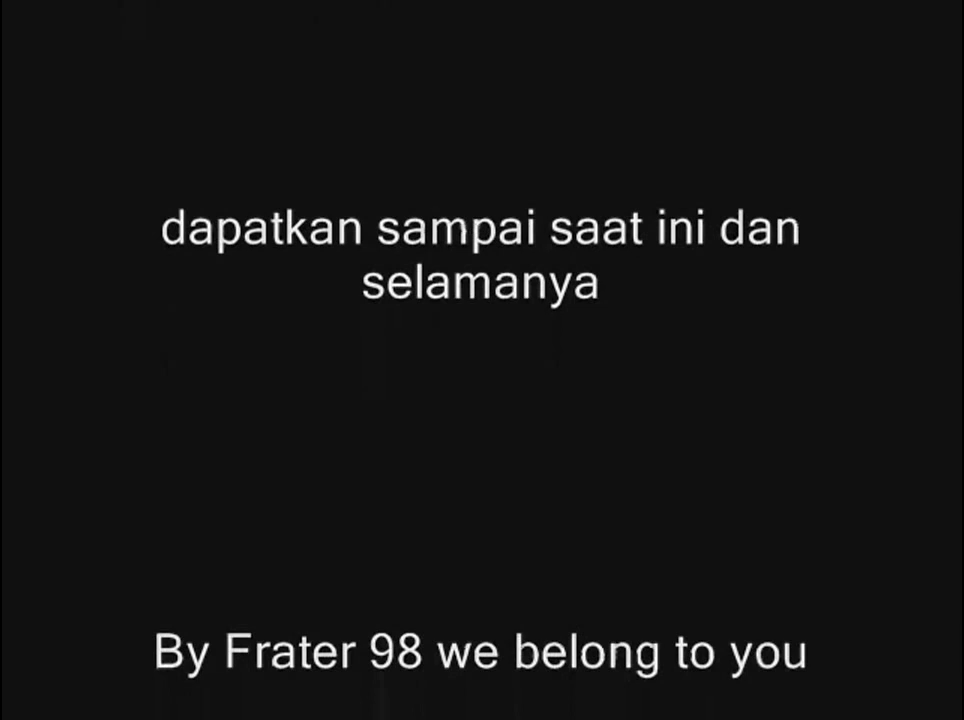 dapatkan sampai saat ini dan
selamanya
By Frater 98 we belong to you